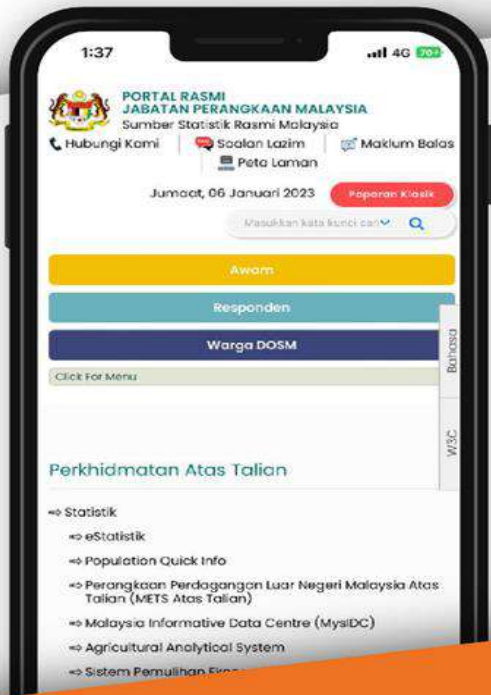 1:37
4G 70+
PORTAL RASMI
JABATAN PERANGKAAN MALAYSIA
Sumber Statistik Rasmi Malaysia
Hubungi Kami
Soalan Lazim
Maklum Balas
Peta Laman
Jumaat, 06 Januari 2023
Paparan Klasik
Masukkan kata kunci cari
Awam
Responden
Warga DOSM
Click For Menu
Bahasa
W3C
Perkhidmatan Atas Talian
Statistik
eStatistik
Population Quick Info
Perangkaan Perdagangan Luar Negeri Malaysia Atas
Talian (METS Atas Talian)
Malaysia Informative Data Centre (MysIDC)
Agricultural Analytical System
Sistem Pemulihan